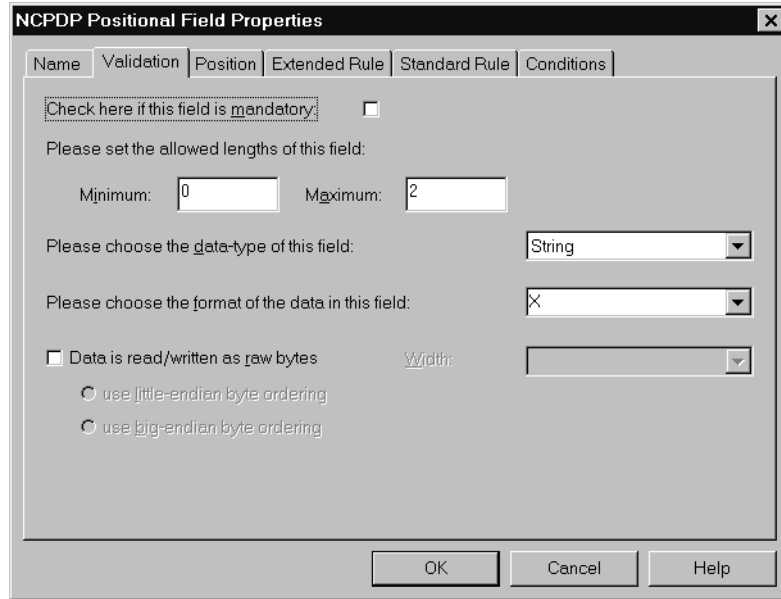 NCPDP Positional Field Properties
Name Validation Position Extended Rule Standard Rule Conditions
Check here if this field is mandatory:
Please set the allowed lengths of this field:
Minimum: 0 Maximum: 2
Please choose the data-type of this field: String
Please choose the format of the data in this field: X
Data is read/written as raw bytes Width:
use little-endian byte ordering
use big-endian byte ordering
OK Cancel Help